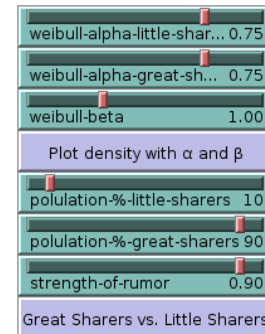 weibull-alpha-little-shar... 0.75
weibull-alpha-great-sh... 0.75
weibull-beta 1.00
Plot density with α and β
polulation-%-little-sharers 10
polulation-%-great-sharers 90
strength-of-rumor 0.90
Great Sharers vs. Little Sharers